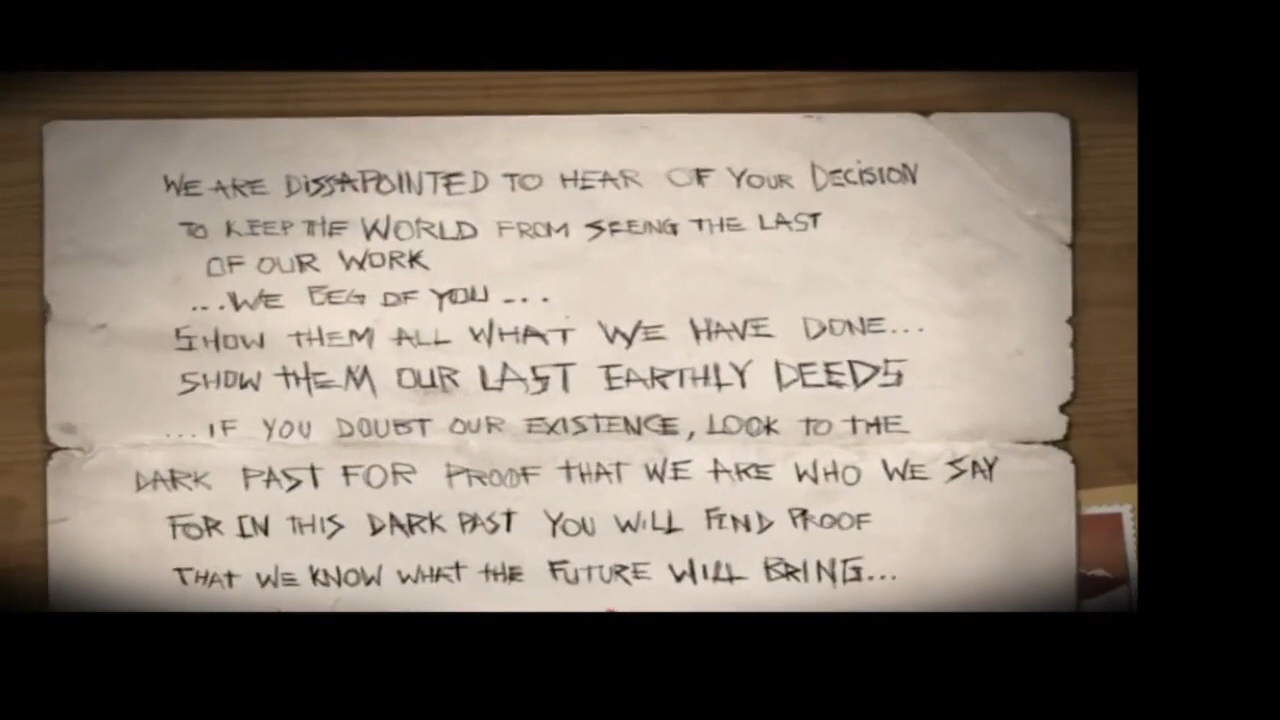 WE ARE DISSAPOINTED TO HEAR OF YOUR DECISION
TO KEEP THE WORLD FROM SEEING THE LAST
OF OUR WORK
...WE BEG OF YOU ---.
SHOW THEM ALL WHAT WE HAVE DONE...
SHOW THEM OUR LAST EARTHLY DEEDS
...IF YOU DOUBT OUR EXISTENCE, LOOK TO THE
DARK PAST FOR PROOF THAT WE ARE WHO WE SAY
FOR IN THIS DARK PAST YOU WILL FIND PROOF
THAT WE KNOW WHAT THE FUTURE WILL BRING...